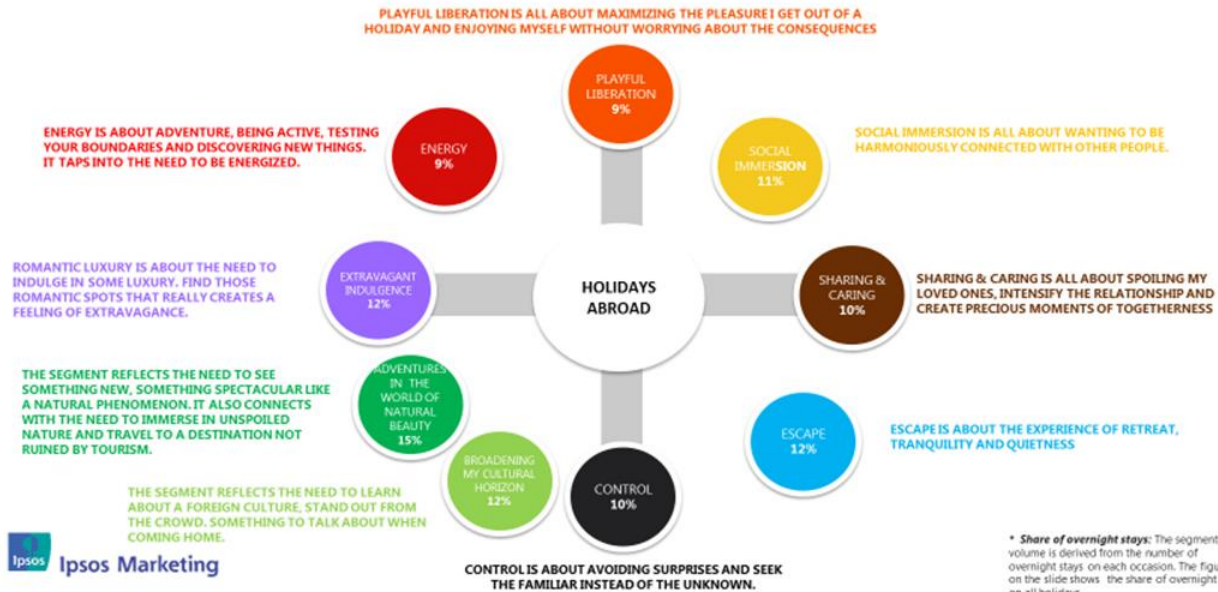 PLAYFUL LIBERATION IS ALL ABOUT MAXIMIZING THE PLEASURE I GET OUT OF A
HOLIDAY AND ENJOYING MYSELF WITHOUT WORRYING ABOUT THE CONSEQUENCES
PLAYFUL
LIBERATION
9%
ENERGY IS ABOUT ADVENTURE, BEING ACTIVE, TESTING
YOUR BOUNDARIES AND DISCOVERING NEW THINGS.
IT TAPS INTO THE NEED TO BE ENERGIZED.
ENERGY
9%
SOCIAL
IMMERSION
11%
SOCIAL IMMERSION IS ALL ABOUT WANTING TO BE
HARMONIOUSLY CONNECTED WITH OTHER PEOPLE.
ROMANTIC LUXURY IS ABOUT THE NEED TO
INDULGE IN SOME LUXURY. FIND THOSE
ROMANTIC SPOTS THAT REALLY CREATES A
FEELING OF EXTRAVAGANCE.
EXTRAVAGANT
INDULGENCE
12%
HOLIDAYS
ABROAD
SHARING &
CARING
10%
SHARING & CARING IS ALL ABOUT SPOILING MY
LOVED ONES, INTENSIFY THE RELATIONSHIP AND
CREATE PRECIOUS MOMENTS OF TOGETHERNESS
THE SEGMENT REFLECTS THE NEED TO SEE
SOMETHING NEW, SOMETHING SPECTACULAR LIKE
A NATURAL PHENOMENON. IT ALSO CONNECTS
WITH THE NEED TO IMMERSE IN UNSPOILED
NATURE AND TRAVEL TO A DESTINATION NOT
RUINED BY TOURISM.
ADVENTURES
IN THE
WORLD OF
NATURAL
BEAUTY
15%
ESCAPE
12%
ESCAPE IS ABOUT THE EXPERIENCE OF RETREAT,
TRANQUILITY AND QUIETNESS
THE SEGMENT REFLECTS THE NEED TO LEARN
ABOUT A FOREIGN CULTURE, STAND OUT FROM
THE CROWD. SOMETHING TO TALK ABOUT WHEN
COMING HOME.
BROADENING
MY CULTURAL
HORIZON
12%
CONTROL
10%
CONTROL IS ABOUT AVOIDING SURPRISES AND SEEK
THE FAMILIAR INSTEAD OF THE UNKNOWN.
Ipsos
Ipsos Marketing
* Share of overnight stays: The segment
volume is derived from the number of
overnight stays on each occasion. The figu
on the slide shows the share of overnight
on all holidays